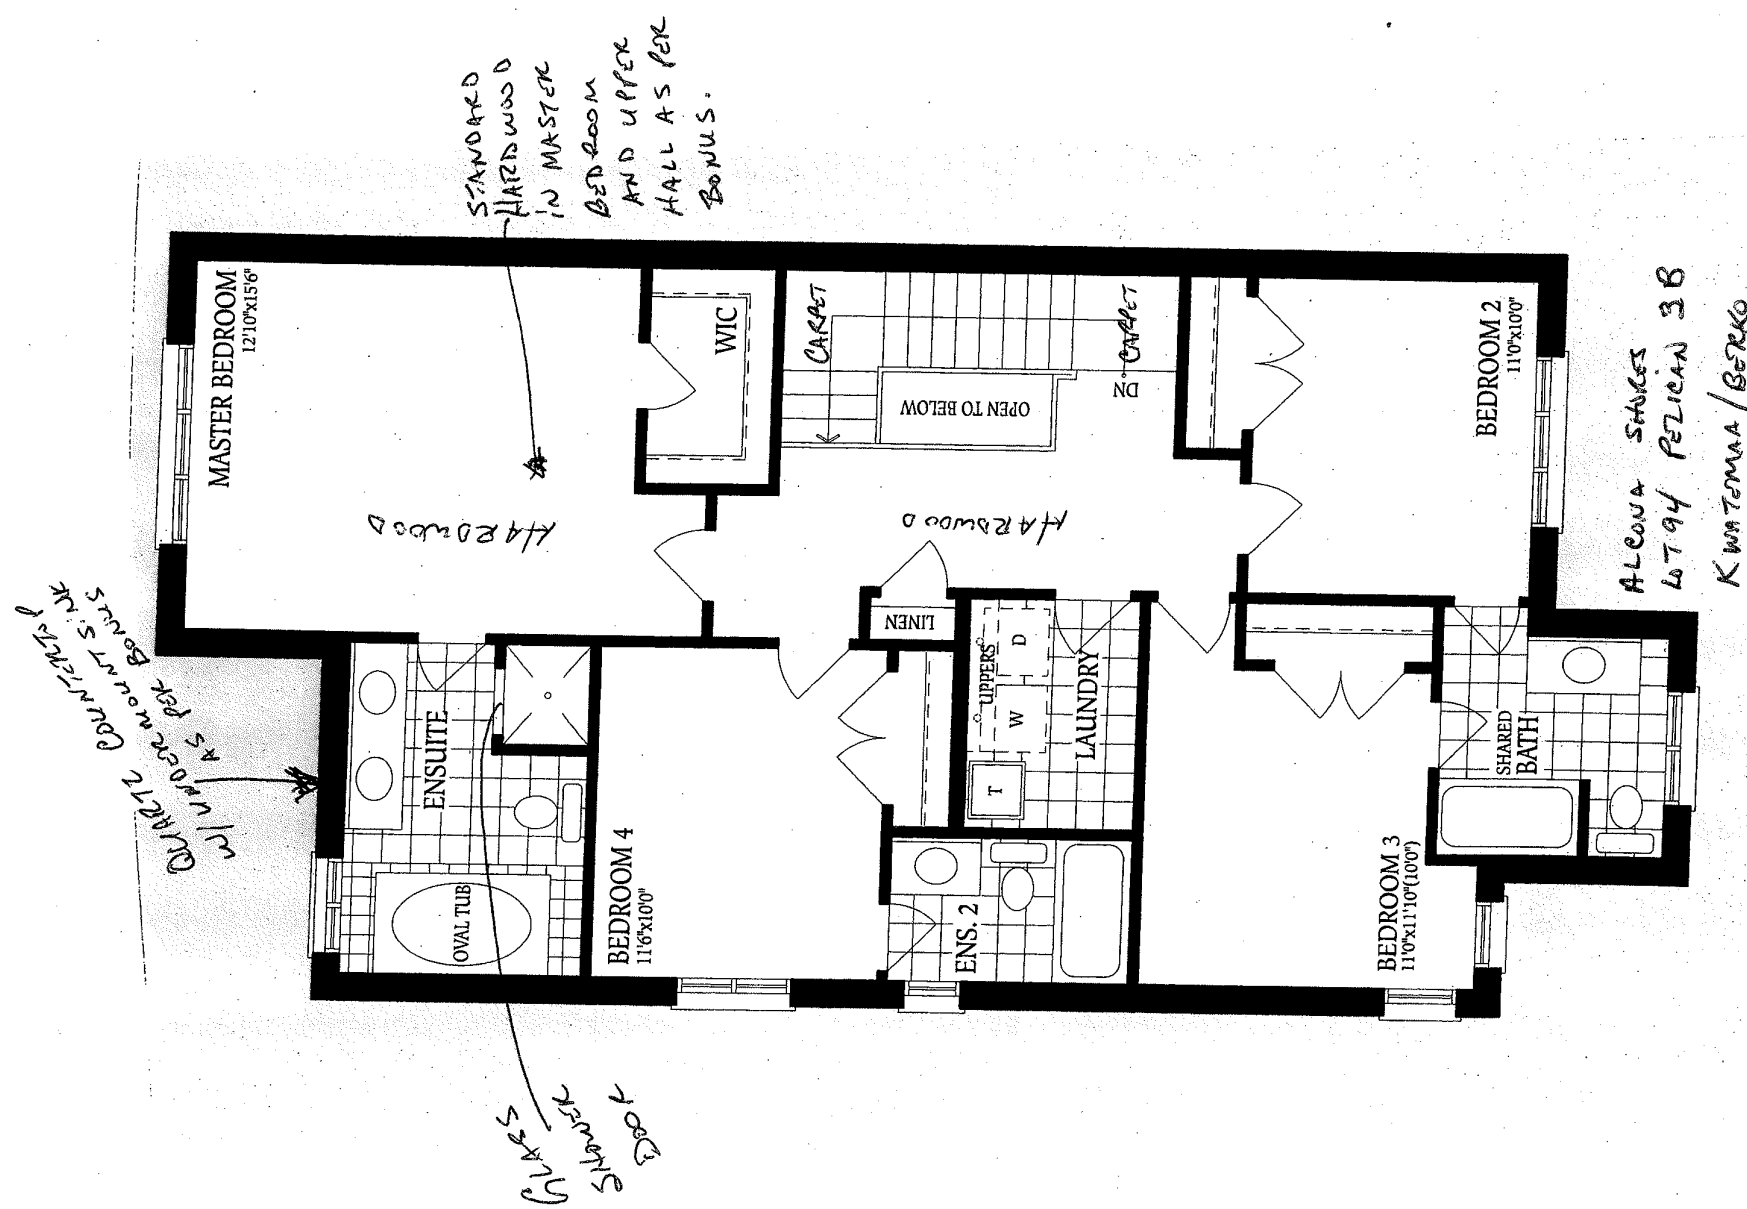 STANDARD
HARDWOOD
IN MASTER
BEDROOM
AND UPPER
HALL AS PER
BONUS.
MASTER BEDROOM
12'10"x15'6"
WIC
CARPET
CARPET
DN
OPEN TO BELOW
BEDROOM 2
11'0"x10'0"
HARDWOOD
HARDWOOD
LINEN
UPPERS
D
W
T
LAUNDRY
ENSUITE
OVAL TUB
BEDROOM 4
11'6"x10'0"
ENS. 2
BEDROOM 3
11'0"x11'10"(10'0")
SHARED
BATH
QUARTZ COUNTERTOP
W/ UNDERMOUNT SINK
AS PER BONUS
GLASS
SHOWER
DOOR
ALCONA SHORES
LOT 94 PELICAN 3B
KWATEMAA/BERKO